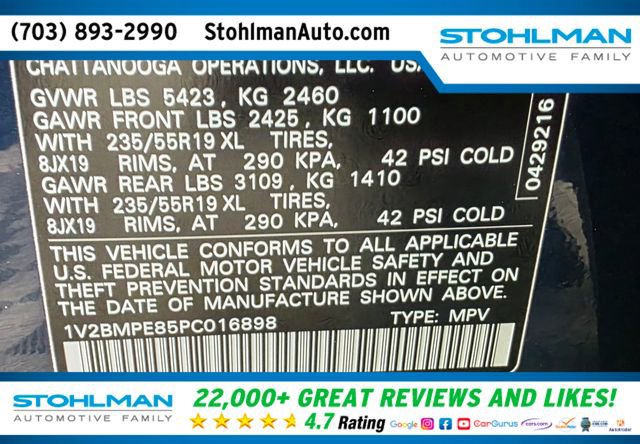 (703) 893-2990
StohlmanAuto.com
STOHLMAN
AUTOMOTIVE FAMILY
CHATTANOOGA OPERATIONS, LLC. USA
GVWR LBS 5423, KG 2460
GAWR FRONT LBS 2425, KG 1100
WITH 235/55R19 XL TIRES,
8JX19 RIMS, AT 290 KPA, 42 PSI COLD
GAWR REAR LBS 3109, KG 1410
WITH 235/55R19 XL TIRES,
8JX19 RIMS, AT 290 KPA, 42 PSI COLD
0429216
THIS VEHICLE CONFORMS TO ALL APPLICABLE
U.S. FEDERAL MOTOR VEHICLE SAFETY AND
THEFT PREVENTION STANDARDS IN EFFECT ON
THE DATE OF MANUFACTURE SHOWN ABOVE.
1V2BMPE85PC016898 TYPE: MPV
STOHLMAN
AUTOMOTIVE FAMILY
22,000+ GREAT REVIEWS AND LIKES!
4.7 Rating
Google
CarGurus
cars.com